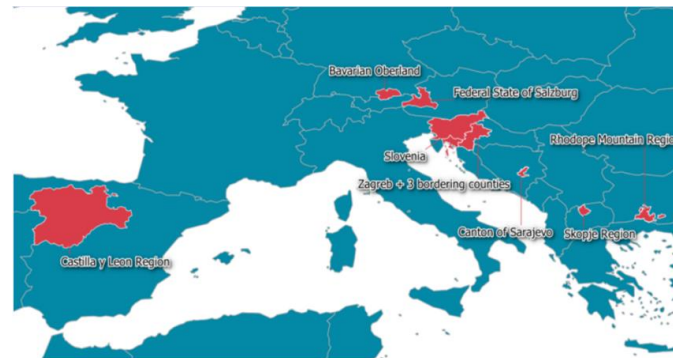 Bavarian Oberland
Federal State of Salzburg
Rhodope Mountain Regio
Slovenia
Zagreb + 3 bordering counties
Canton of Sarajevo
Skopje Region
Castilla y Leon Region